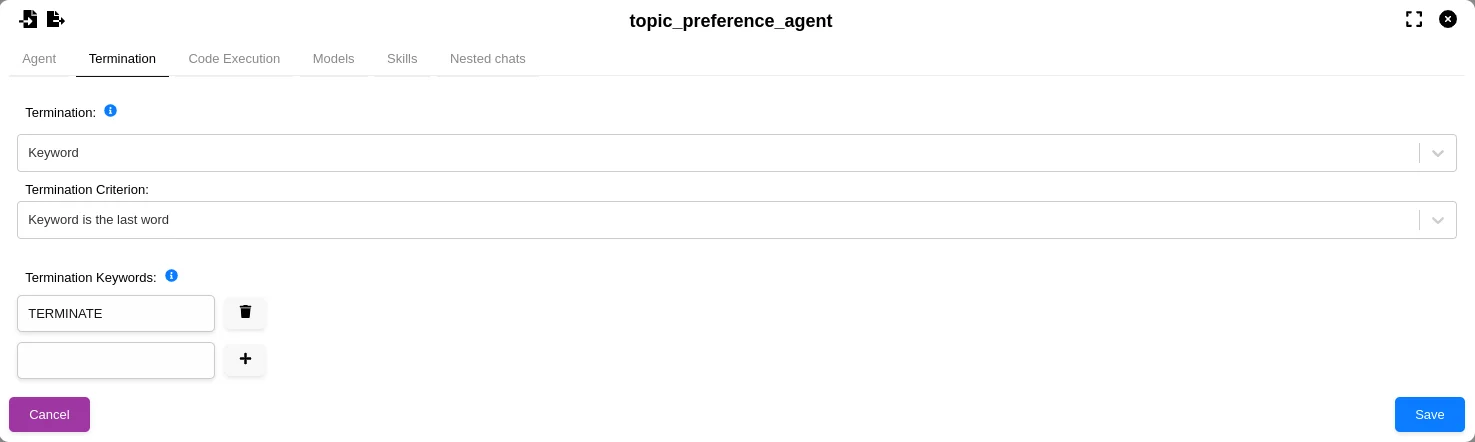 topic_preference_agent
Agent Termination Code Execution Models Skills Nested chats
Termination:
Keyword
Termination Criterion:
Keyword is the last word
Termination Keywords:
TERMINATE
Cancel Save